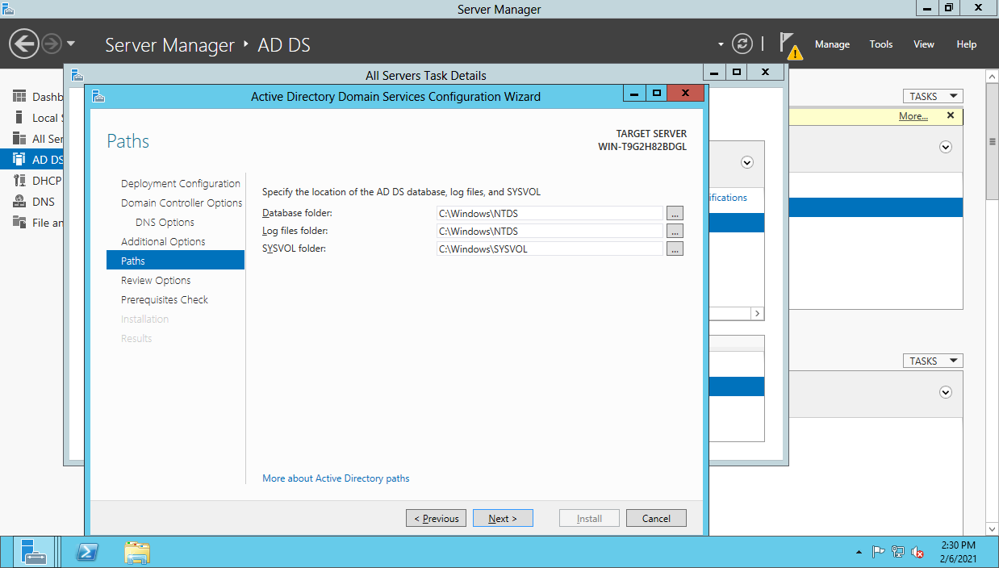 Server Manager
Server Manager ‣ AD DS
Manage Tools View Help
All Servers Task Details
Active Directory Domain Services Configuration Wizard
Dashb
Local S
All Ser
AD DS
DHCP
DNS
File an
TASKS
More...
Paths
TARGET SERVER
WIN-T9G2H82BDGL
Deployment Configuration
Domain Controller Options
DNS Options
Additional Options
Paths
Review Options
Prerequisites Check
Installation
Results
Specify the location of the AD DS database, log files, and SYSVOL
Database folder: C:\Windows\NTDS ...
Log files folder: C:\Windows\NTDS ...
SYSVOL folder: C:\Windows\SYSVOL ...
ifications
TASKS
More about Active Directory paths
< Previous Next > Install Cancel
2:30 PM
2/6/2021